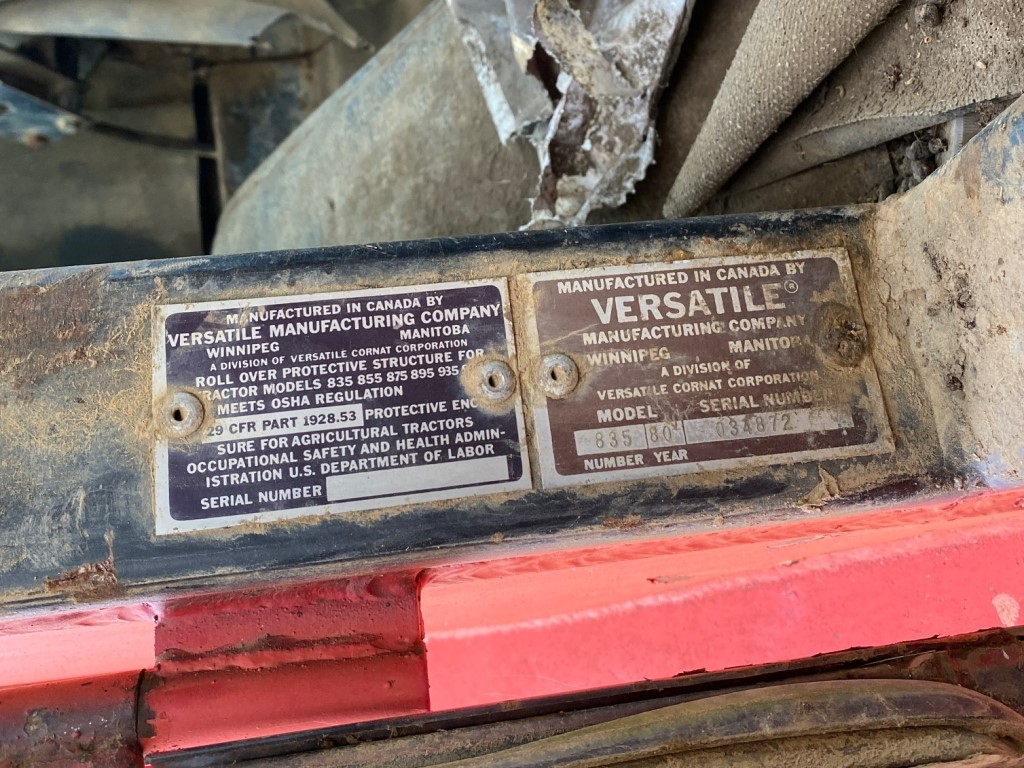 MANUFACTURED IN CANADA BY
VERSATILE MANUFACTURING COMPANY
WINNIPEG MANITOBA
A DIVISION OF VERSATILE CORNAT CORPORATION
ROLL OVER PROTECTIVE STRUCTURE FOR
TRACTOR MODELS 835 855 875 895 935
MEETS OSHA REGULATION
29 CFR PART 1928.53 PROTECTIVE ENC
SURE FOR AGRICULTURAL TRACTORS
OCCUPATIONAL SAFETY AND HEALTH ADMIN-
ISTRATION U.S. DEPARTMENT OF LABOR
SERIAL NUMBER
MANUFACTURED IN CANADA BY
VERSATILE®
MANUFACTURING COMPANY
WINNIPEG MANITOBA
A DIVISION OF
VERSATILE CORNAT CORPORATION
MODEL SERIAL NUMBER
835 80 034872
NUMBER YEAR